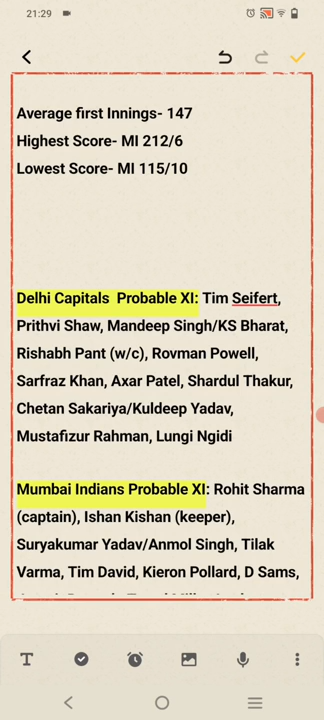 21:29
Average first Innings- 147
Highest Score- MI 212/6
Lowest Score- MI 115/10
Delhi Capitals  Probable XI: Tim Seifert,
Prithvi Shaw, Mandeep Singh/KS Bharat,
Rishabh Pant (w/c), Rovman Powell,
Sarfraz Khan, Axar Patel, Shardul Thakur,
Chetan Sakariya/Kuldeep Yadav,
Mustafizur Rahman, Lungi Ngidi
Mumbai Indians Probable XI: Rohit Sharma
(captain), Ishan Kishan (keeper),
Suryakumar Yadav/Anmol Singh, Tilak
Varma, Tim David, Kieron Pollard, D Sams,
T